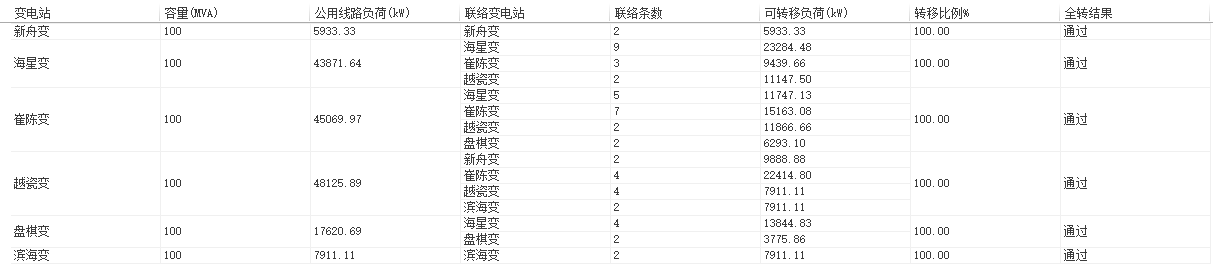 变电站 容量(MVA) 公用线路负荷(kW) 联络变电站 联络条数 可转移负荷(kW) 转移比例% 全转结果
新舟变 100 5933.33 新舟变 2 5933.33 100.00 通过
海星变 9 23284.48
海星变 100 43871.64 崔陈变 3 9439.66 100.00 通过
越瓷变 2 11147.50
海星变 5 11747.13
崔陈变 7 15163.08
崔陈变 100 45069.97 100.00 通过
越瓷变 2 11866.66
盘棋变 2 6293.10
新舟变 2 9888.88
崔陈变 4 22414.80
越瓷变 100 48125.89 100.00 通过
越瓷变 4 7911.11
滨海变 2 7911.11
海星变 4 13844.83
盘棋变 100 17620.69 100.00 通过
盘棋变 2 3775.86
滨海变 100 7911.11 滨海变 2 7911.11 100.00 通过